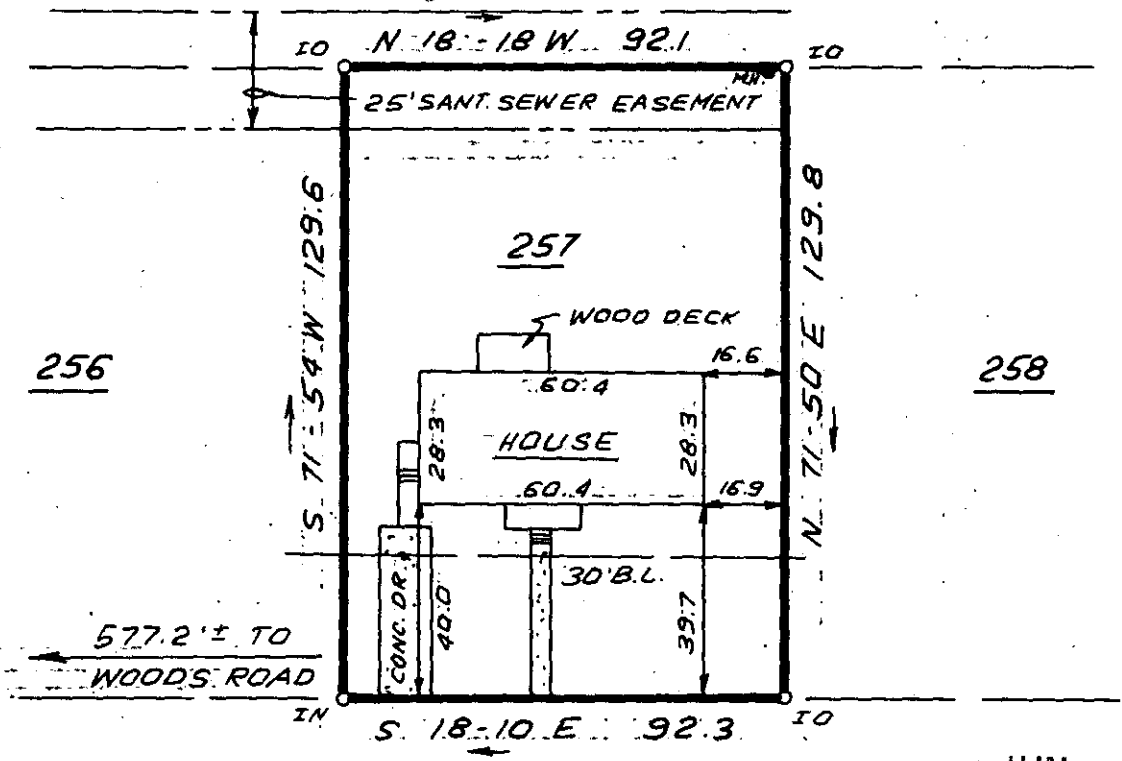 N 18-18 W 92.1
IO
IO
M.H.
25' SANT. SEWER EASEMENT
S 71-54 W 129.6
N 71-50 E 129.8
257
WOOD DECK
256
258
16.6
60.4
28.3
HOUSE
28.3
60.4
16.9
30' B.L.
CONC. DR.
40.0
39.7
577.2'± TO
WOODS ROAD
IN
IO
S 18-10 E 92.3